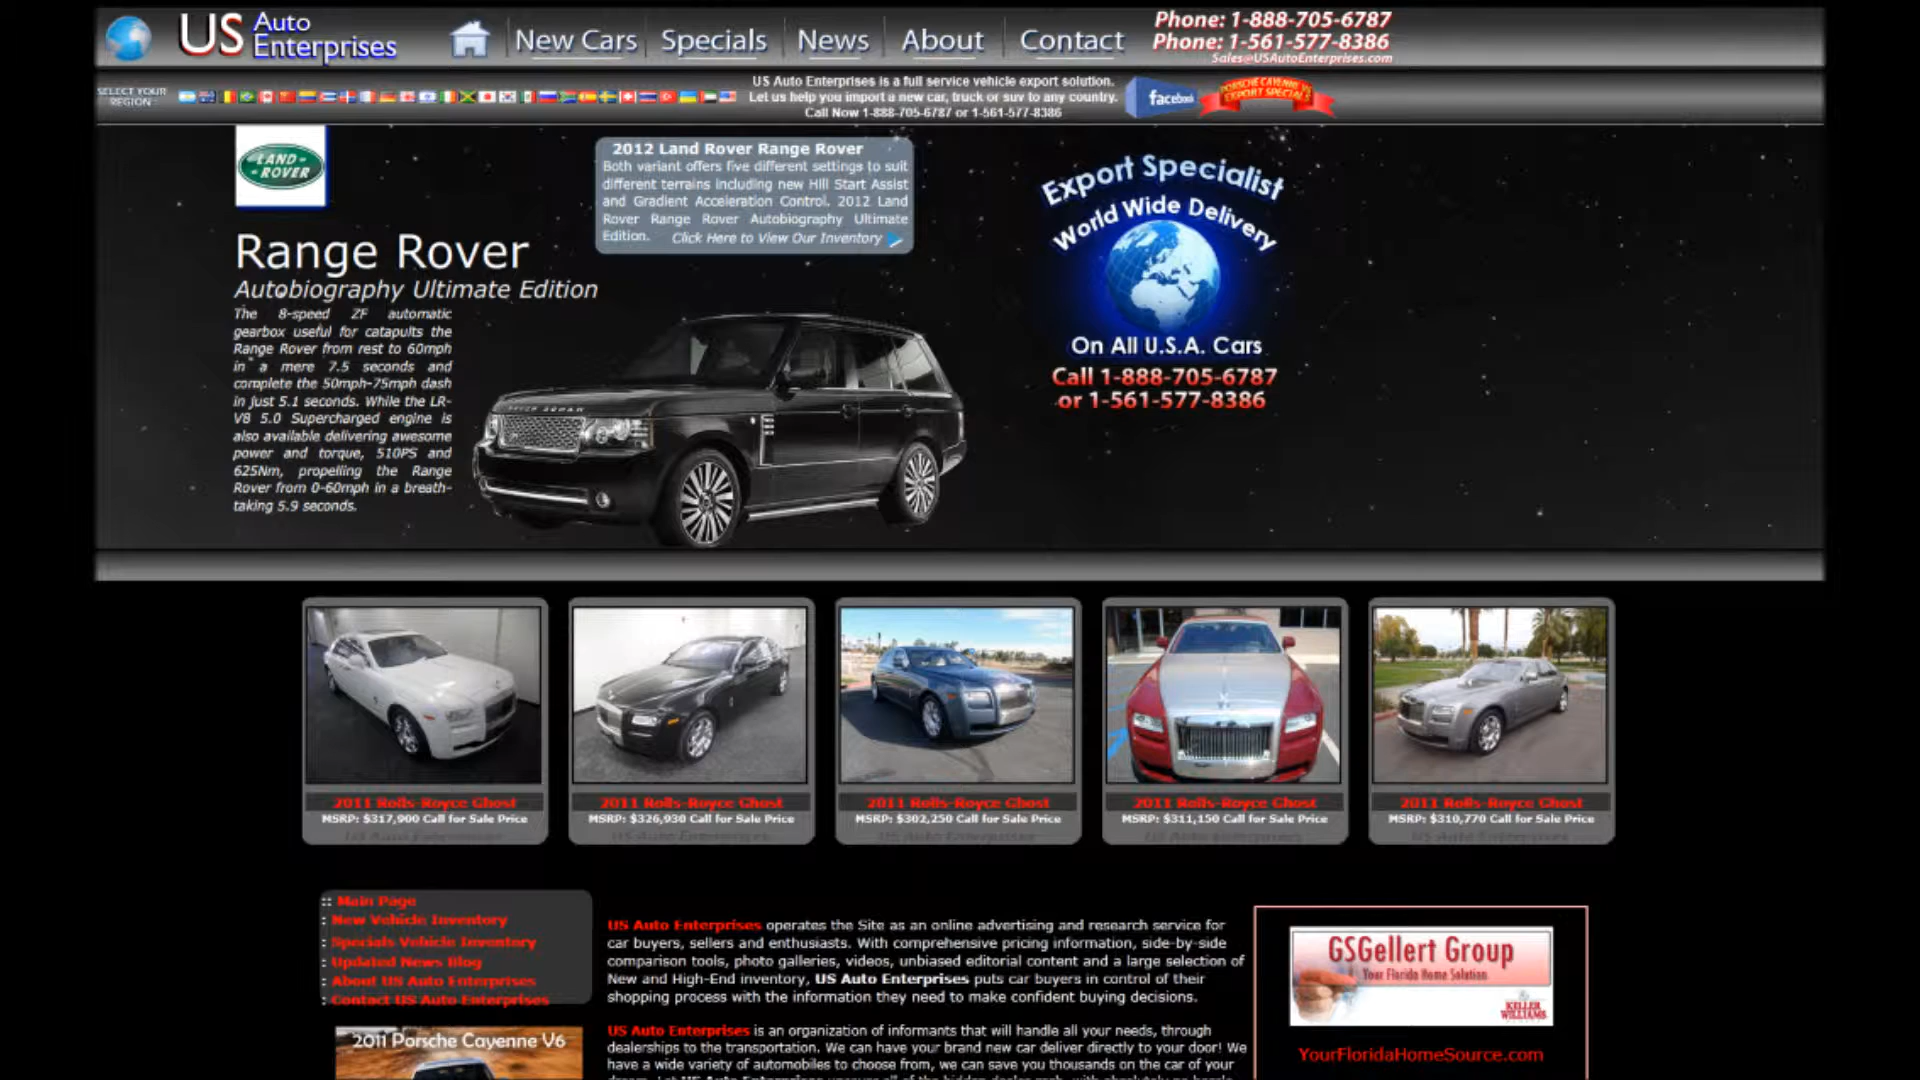 US Auto Enterprises
New Cars
Specials
News
About
Contact
Phone: 1-888-705-6787
Phone: 1-561-577-8386
Sales@USAutoEnterprises.com
SELECT YOUR
REGION
US Auto Enterprises is a full service vehicle export solution.
Let us help you import a new car, truck or suv to any country.
Call Now 1-888-705-6787 or 1-561-577-8386
facebook
PORSCHE CAYENNE V6
EXPORT SPECIALS
LAND-
-ROVER
2012 Land Rover Range Rover
Both variant offers five different settings to suit
different terrains including new Hill Start Assist
and Gradient Acceleration Control. 2012 Land
Rover Range Rover Autobiography Ultimate
Edition. Click Here to View Our Inventory
Range Rover
Autobiography Ultimate Edition
The 8-speed ZF automatic
gearbox useful for catapults the
Range Rover from rest to 60mph
in a mere 7.5 seconds and
complete the 50mph-75mph dash
in just 5.1 seconds. While the LR-
V8 5.0 Supercharged engine is
also available delivering awesome
power and torque, 510PS and
625Nm, propelling the Range
Rover from 0-60mph in a breath-
taking 5.9 seconds.
Export Specialist
World Wide Delivery
On All U.S.A. Cars
Call 1-888-705-6787
or 1-561-577-8386
2011 Rolls-Royce Ghost
MSRP: $317,900 Call for Sale Price
2011 Rolls-Royce Ghost
MSRP: $326,930 Call for Sale Price
2011 Rolls-Royce Ghost
MSRP: $302,250 Call for Sale Price
2011 Rolls-Royce Ghost
MSRP: $311,150 Call for Sale Price
2011 Rolls-Royce Ghost
MSRP: $310,770 Call for Sale Price
:: Main Page
: New Vehicle Inventory
: Specials Vehicle Inventory
: Updated News Blog
: About US Auto Enterprises
: Contact US Auto Enterprises
2011 Porsche Cayenne V6
US Auto Enterprises operates the Site as an online advertising and research service for
car buyers, sellers and enthusiasts. With comprehensive pricing information, side-by-side
comparison tools, photo galleries, videos, unbiased editorial content and a large selection of
New and High-End inventory, US Auto Enterprises puts car buyers in control of their
shopping process with the information they need to make confident buying decisions.
US Auto Enterprises is an organization of informants that will handle all your needs, through
dealerships to the transportation. We can have your brand new car deliver directly to your door! We
have a wide variety of automobiles to choose from, we can save you thousands on the car of your
GSGellert Group
Your Florida Home Solution
KELLER
WILLIAMS
YourFloridaHomeSource.com